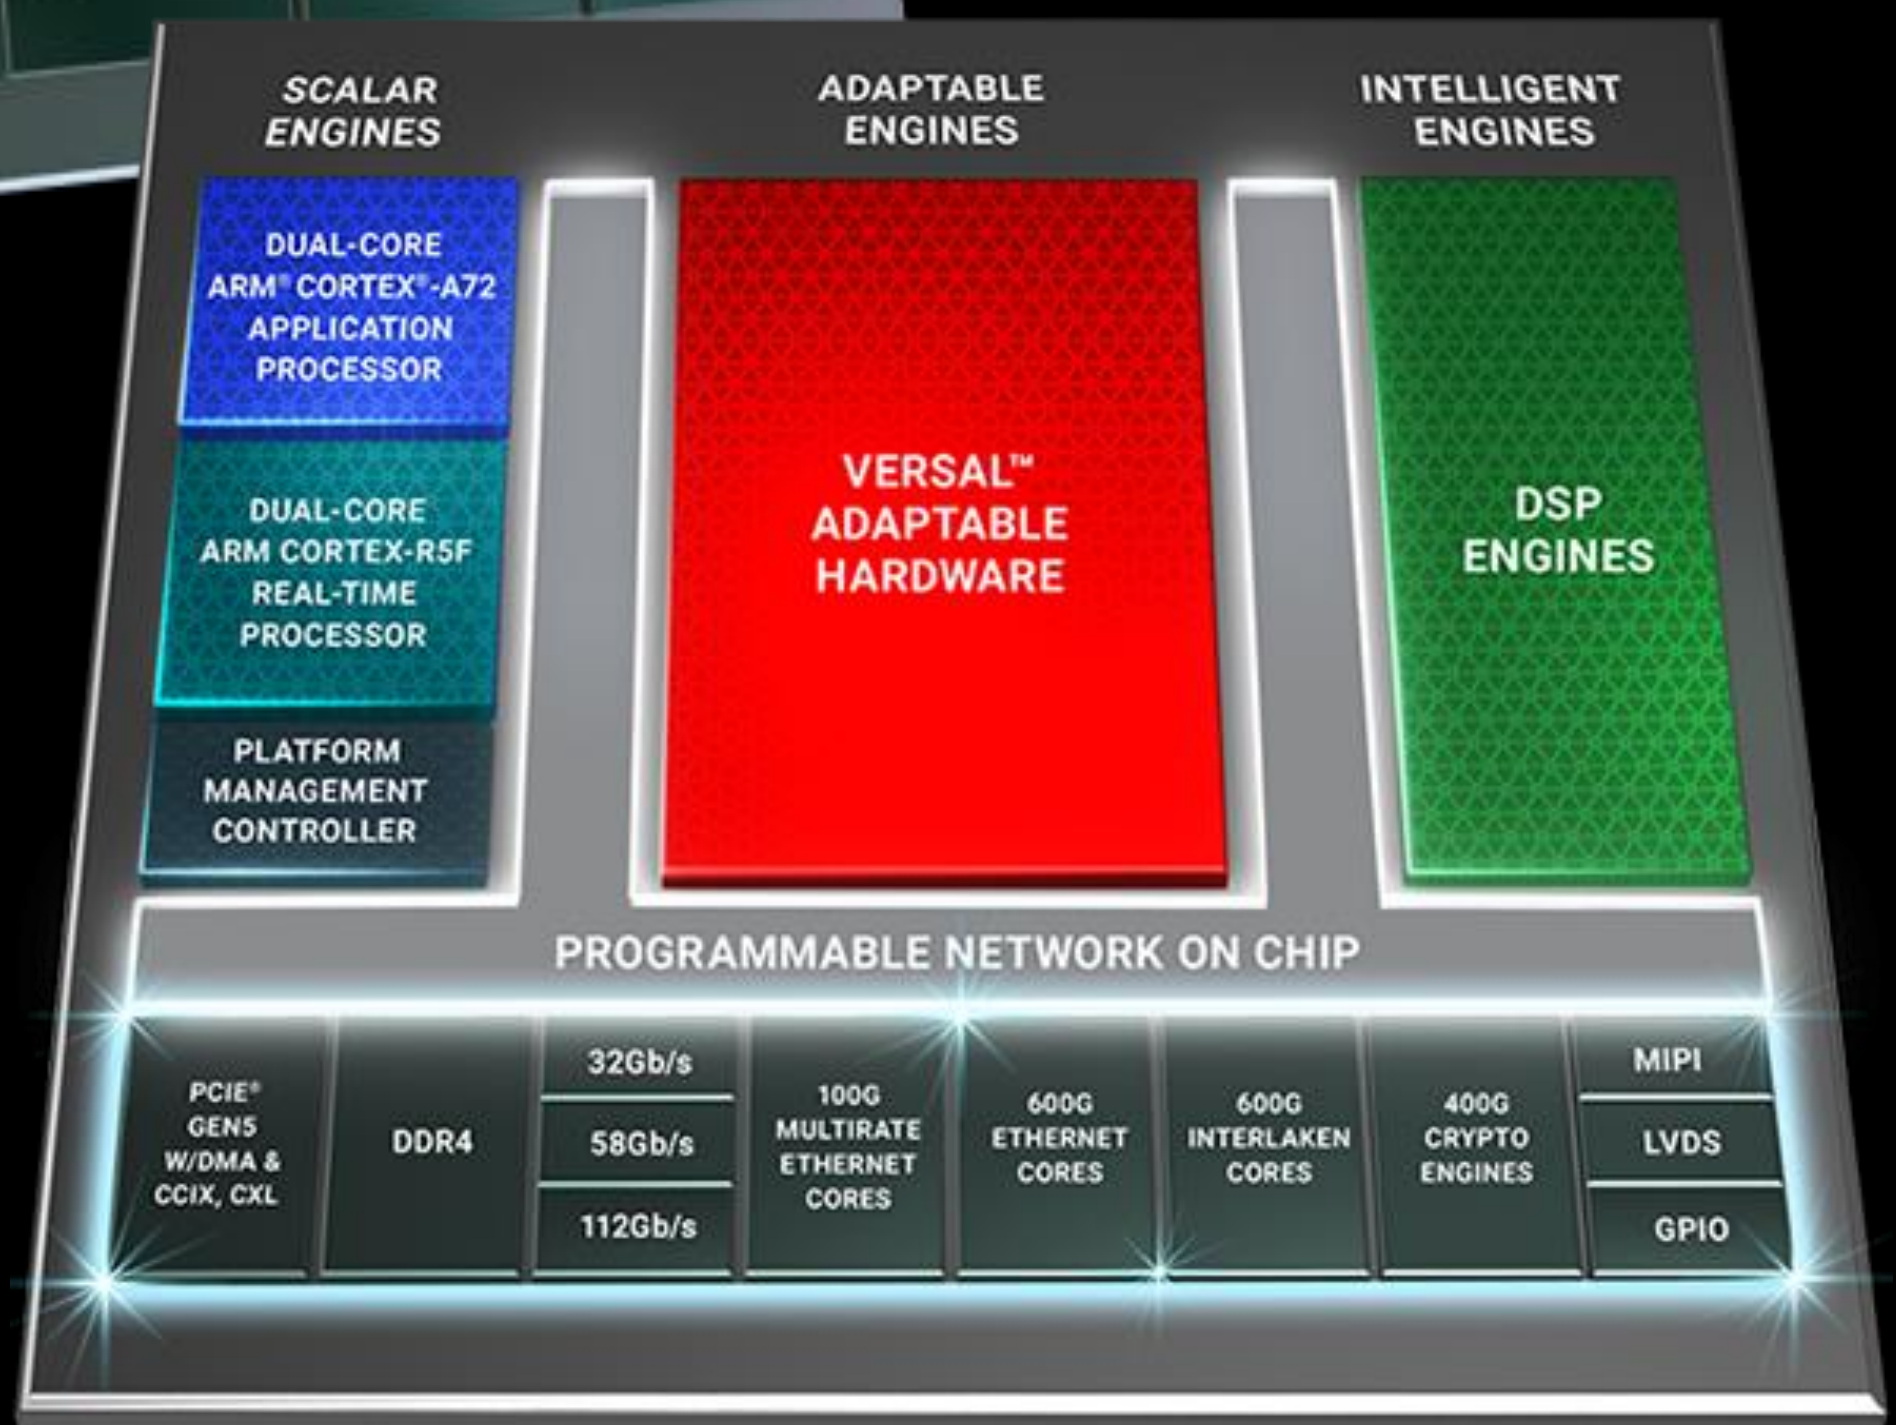 SCALAR
ENGINES
ADAPTABLE
ENGINES
INTELLIGENT
ENGINES
DUAL-CORE
ARM® CORTEX®-A72
APPLICATION
PROCESSOR
DUAL-CORE
ARM CORTEX-R5F
REAL-TIME
PROCESSOR
PLATFORM
MANAGEMENT
CONTROLLER
VERSAL™
ADAPTABLE
HARDWARE
DSP
ENGINES
PROGRAMMABLE NETWORK ON CHIP
PCIE®
GEN5
W/DMA &
CCIX, CXL
DDR4
32Gb/s
58Gb/s
112Gb/s
100G
MULTIRATE
ETHERNET
CORES
600G
ETHERNET
CORES
600G
INTERLAKEN
CORES
400G
CRYPTO
ENGINES
MIPI
LVDS
GPIO